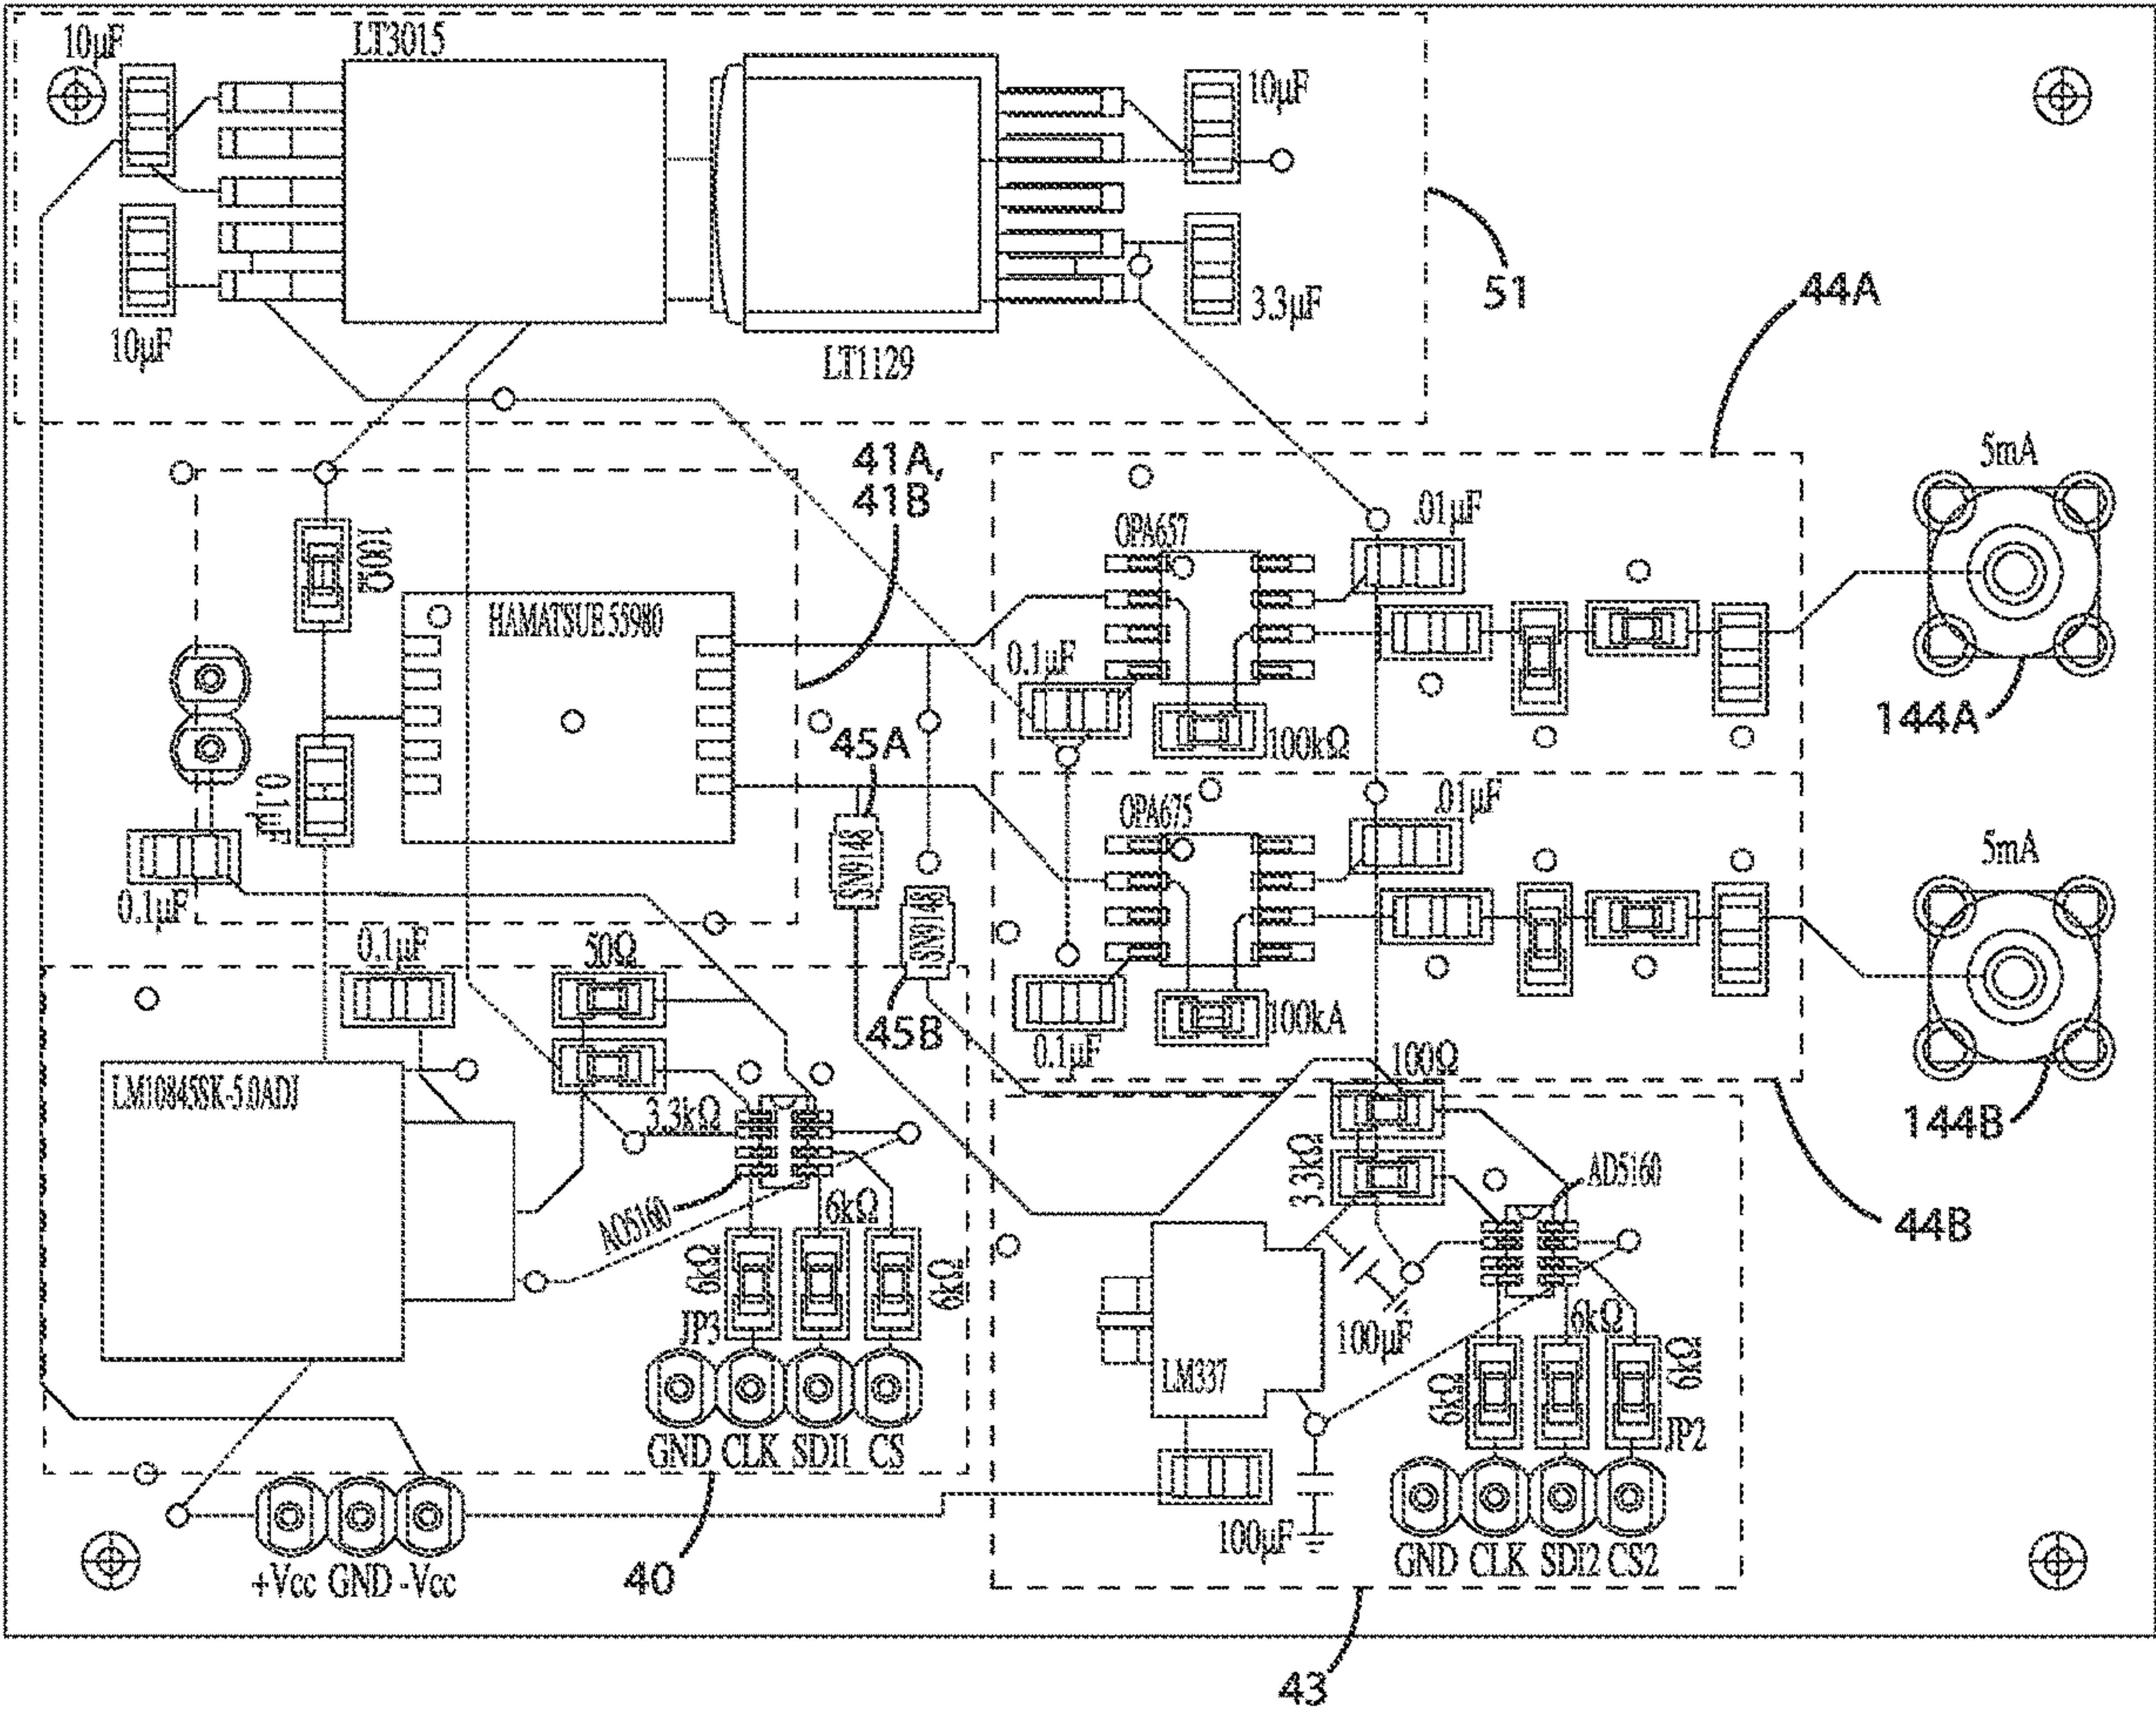 10µF
LT3015
10µF
10µF
LT1129
3.3µF
51
44A
41A,
41B
5mA
100Ω
HAMATSUE 55980
OPA657
.01µF
0.1µF
100kΩ
144A
45A
0.1µF
0.1µF
SN9148
OPA675
.01µF
5mA
0.1µF
50Ω
SN9148
45B
0.1µF
100kA
LM10845SK-5.0ADJ
3.3kΩ
100Ω
3.3kΩ
AD5160
144B
44B
AO5160
6kΩ
6kΩ
6kΩ
JP3
100µF
LM337
6kΩ
6kΩ
6kΩ
JP2
GND CLK SDI1 CS
100µF
GND CLK SDI2 CS2
+Vcc GND -Vcc
40
43